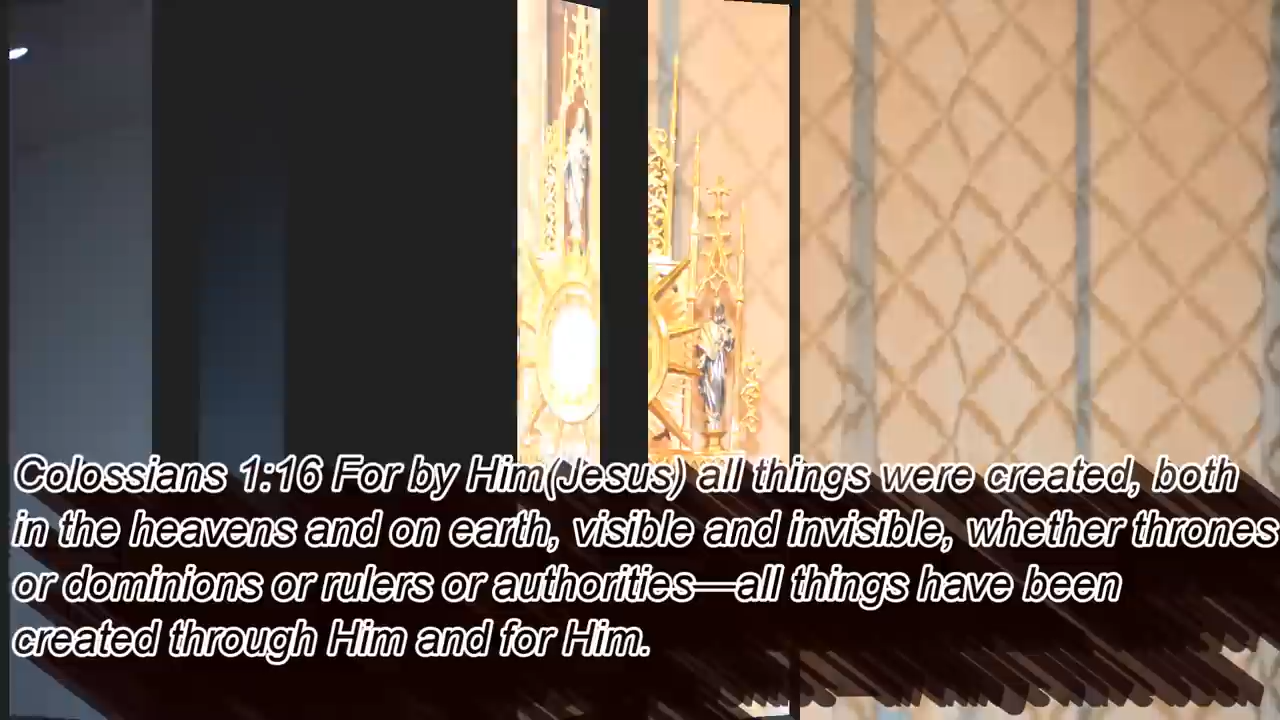 Colossians 1:16 For by Him(Jesus) all things were created, both
in the heavens and on earth, visible and invisible, whether thrones
or dominions or rulers or authorities—all things have been
created through Him and for Him.